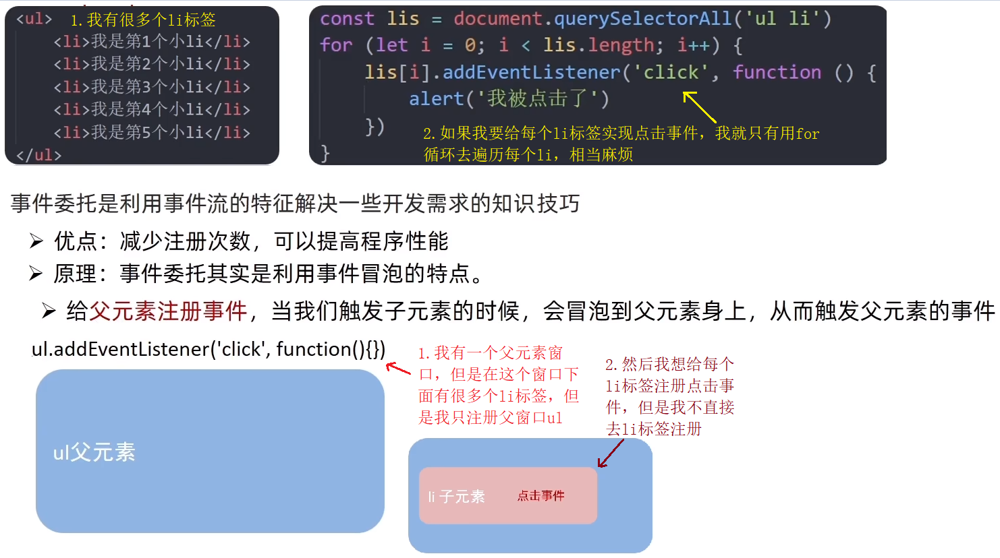 <ul> 1.我有很多个li标签
<li>我是第1个小li</li>
<li>我是第2个小li</li>
<li>我是第3个小li</li>
<li>我是第4个小li</li>
<li>我是第5个小li</li>
</ul>
const lis = document.querySelectorAll('ul li')
for (let i = 0; i < lis.length; i++) {
lis[i].addEventListener('click', function () {
alert('我被点击了')
})
}
2.如果我要给每个li标签实现点击事件，我就只有用for
循环去遍历每个li，相当麻烦
事件委托是利用事件流的特征解决一些开发需求的知识技巧
➢ 优点：减少注册次数，可以提高程序性能
➢ 原理：事件委托其实是利用事件冒泡的特点。
➢ 给父元素注册事件，当我们触发子元素的时候，会冒泡到父元素身上，从而触发父元素的事件
ul.addEventListener('click', function(){})
1.我有一个父元素窗
口，但是在这个窗口下
面有很多个li标签，但
是我只注册父窗口ul
2.然后我想给每个
li标签注册点击事
件，但是我不直接
去li标签注册
ul父元素
li 子元素 点击事件